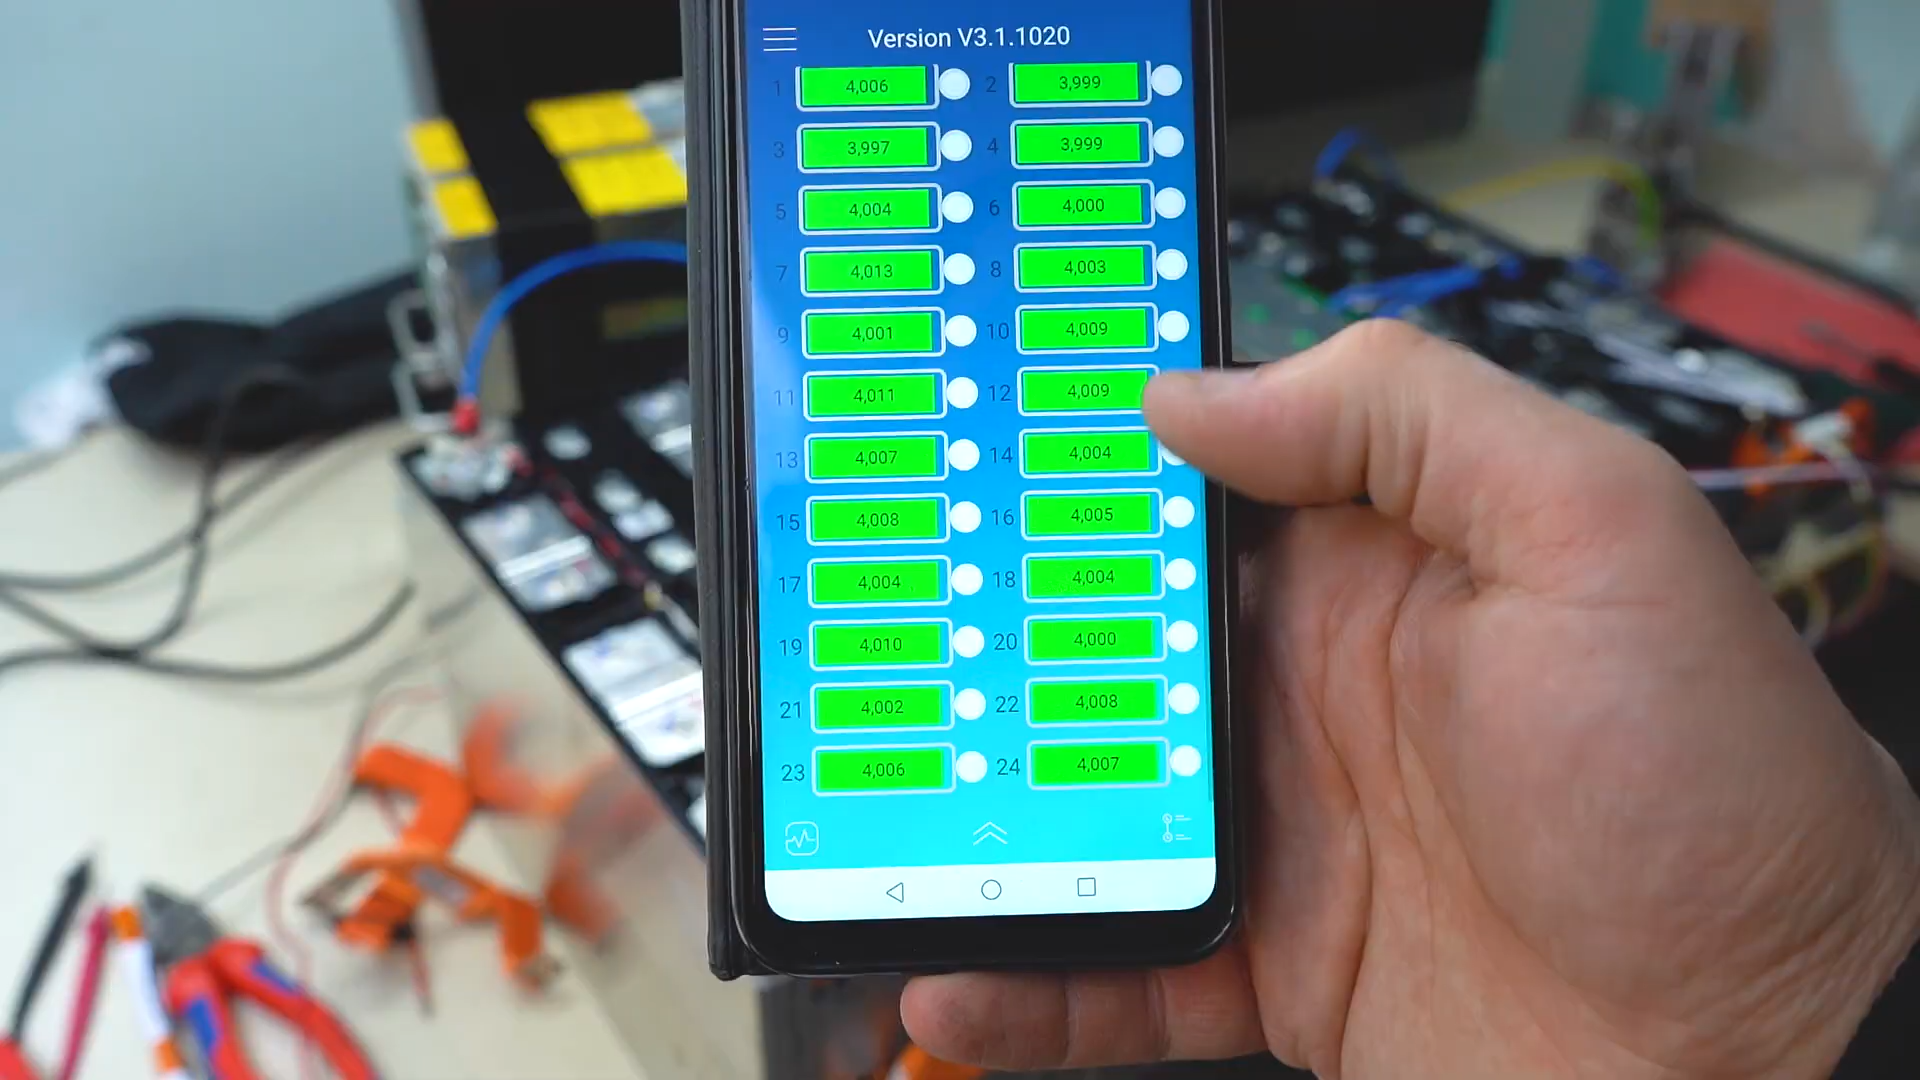 Version V3.1.1020
1 4,006 2 3,999
3 3,997 4 3,999
5 4,004 6 4,000
7 4,013 8 4,003
9 4,001 10 4,009
11 4,011 12 4,009
13 4,007 14 4,004
15 4,008 16 4,005
17 4,004 18 4,004
19 4,010 20 4,000
21 4,002 22 4,008
23 4,006 24 4,007